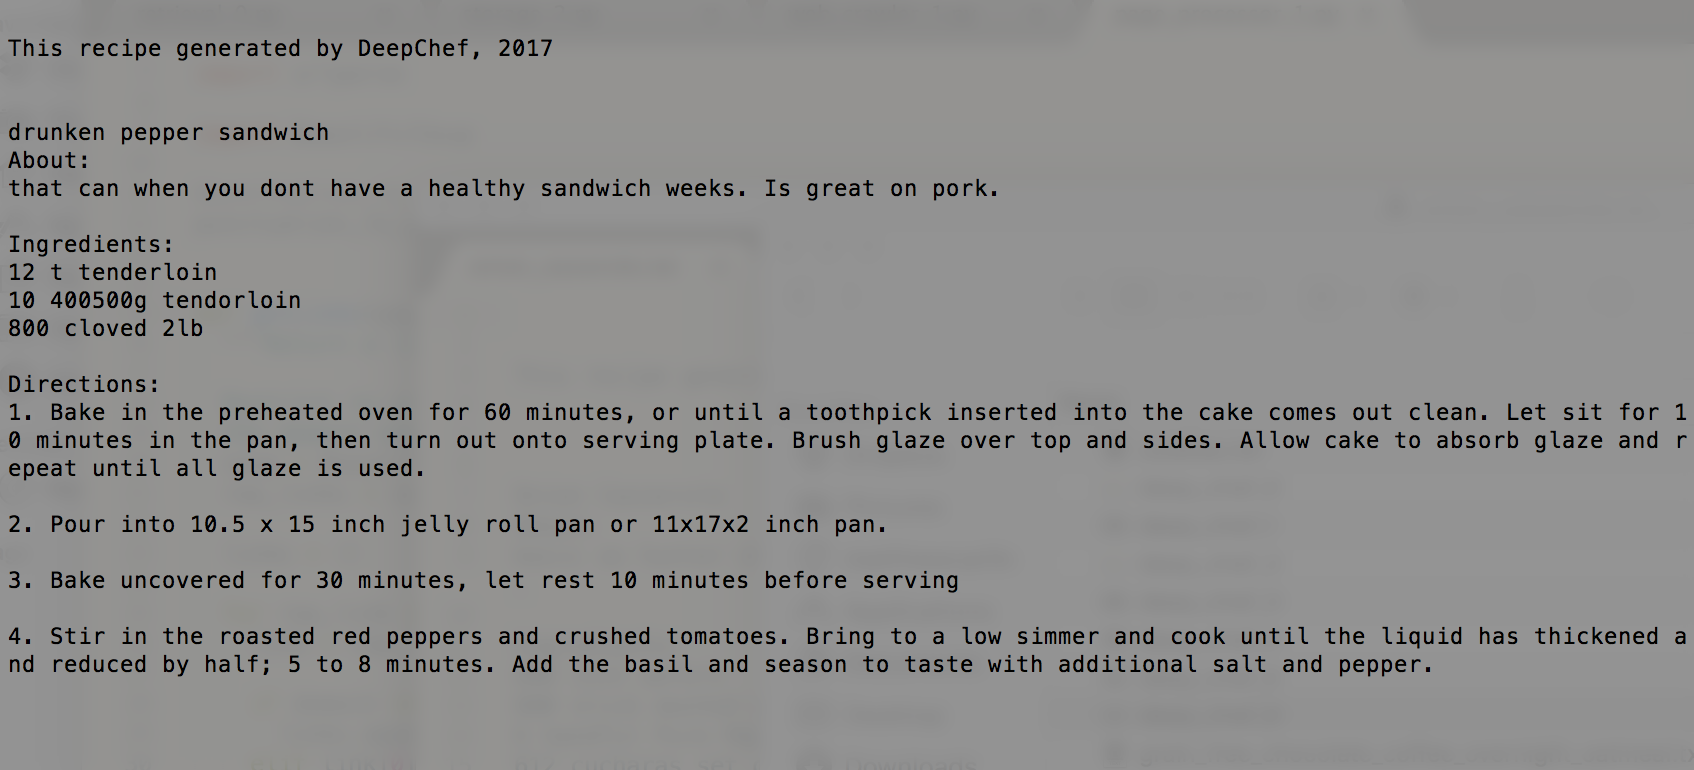 This recipe generated by DeepChef, 2017
drunken pepper sandwich
About:
that can when you dont have a healthy sandwich weeks. Is great on pork.
Ingredients:
12 t tenderloin
10 400500g tendorloin
800 cloved 2lb
Directions:
1. Bake in the preheated oven for 60 minutes, or until a toothpick inserted into the cake comes out clean. Let sit for 1
0 minutes in the pan, then turn out onto serving plate. Brush glaze over top and sides. Allow cake to absorb glaze and r
epeat until all glaze is used.
2. Pour into 10.5 x 15 inch jelly roll pan or 11x17x2 inch pan.
3. Bake uncovered for 30 minutes, let rest 10 minutes before serving
4. Stir in the roasted red peppers and crushed tomatoes. Bring to a low simmer and cook until the liquid has thickened a
nd reduced by half; 5 to 8 minutes. Add the basil and season to taste with additional salt and pepper.